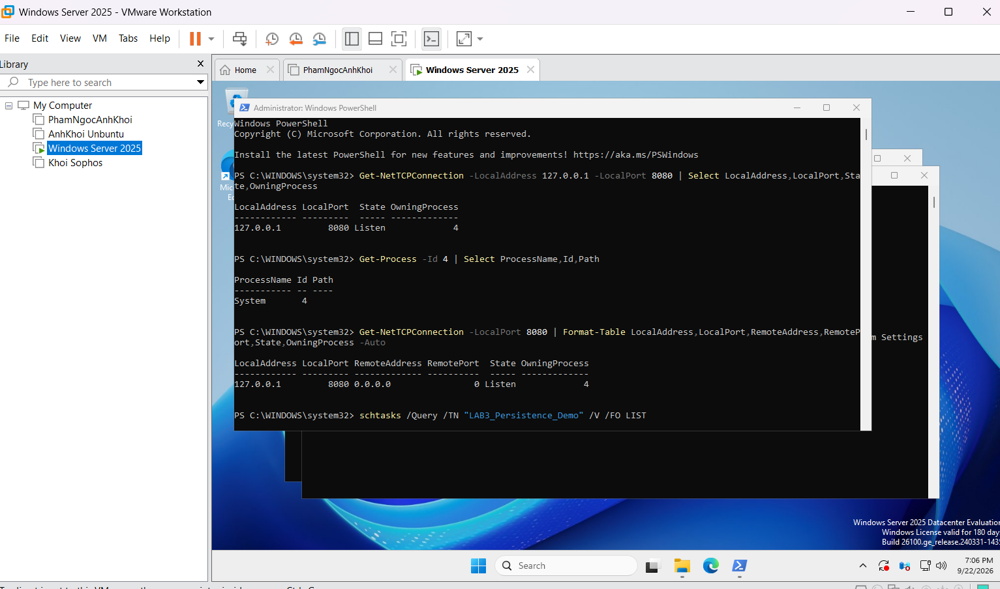 Windows Server 2025 - VMware Workstation
File Edit View VM Tabs Help
Library
Type here to search
My Computer
PhamNgocAnhKhoi
AnhKhoi Unbuntu
Windows Server 2025
Khoi Sophos
Home
PhamNgocAnhKhoi
Windows Server 2025
Administrator: Windows PowerShell
Windows PowerShell
Copyright (C) Microsoft Corporation. All rights reserved.
Install the latest PowerShell for new features and improvements! https://aka.ms/PSWindows
PS C:\WINDOWS\system32> Get-NetTCPConnection -LocalAddress 127.0.0.1 -LocalPort 8080 | Select LocalAddress,LocalPort,Sta
te,OwningProcess
LocalAddress LocalPort  State OwningProcess
------------ ---------  ----- -------------
127.0.0.1         8080 Listen             4
PS C:\WINDOWS\system32> Get-Process -Id 4 | Select ProcessName,Id,Path
ProcessName Id Path
----------- -- ----
System       4
PS C:\WINDOWS\system32> Get-NetTCPConnection -LocalPort 8080 | Format-Table LocalAddress,LocalPort,RemoteAddress,RemoteP
ort,State,OwningProcess -Auto
LocalAddress LocalPort RemoteAddress RemotePort  State OwningProcess
------------ --------- ------------- ----------  ----- -------------
127.0.0.1         8080 0.0.0.0                0 Listen             4
PS C:\WINDOWS\system32> schtasks /Query /TN "LAB3_Persistence_Demo" /V /FO LIST
Recy
Mic
Ed
m Settings
Windows Server 2025 Datacenter Evaluation
Windows License valid for 180 day
Build 26100.ge_release.240331-143
Search
7:06 PM
9/22/2026